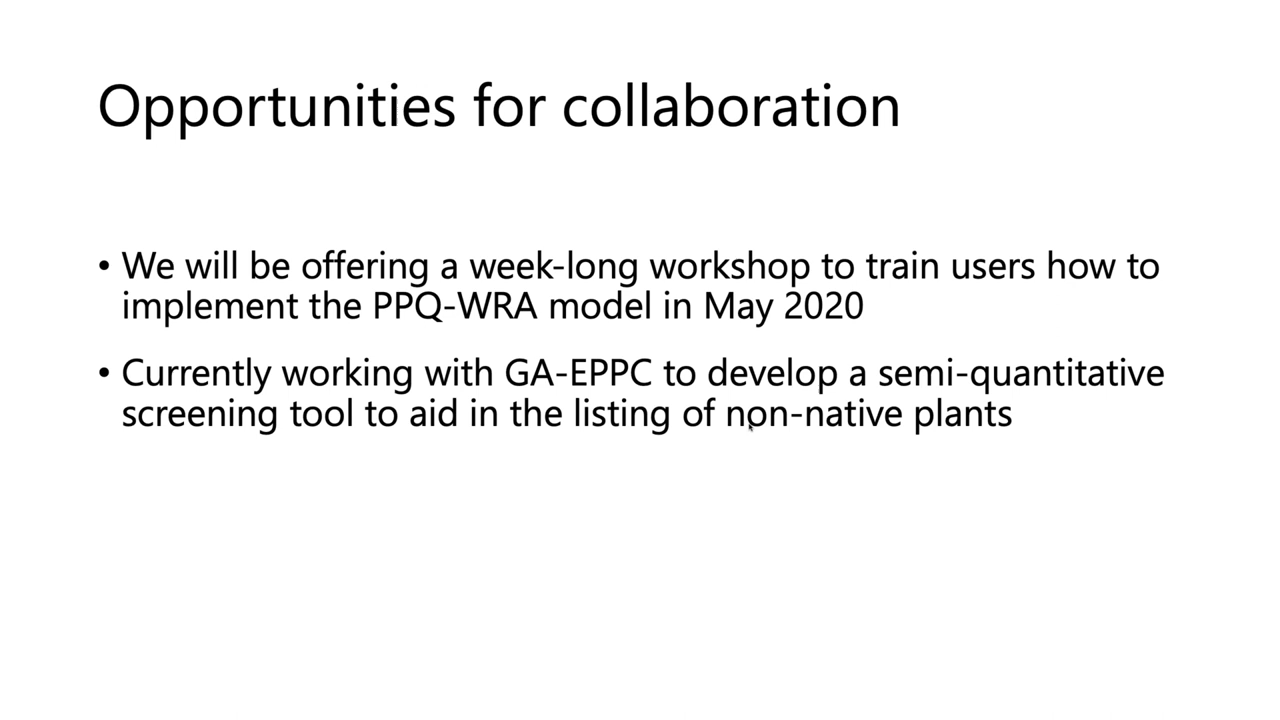 Opportunities for collaboration
• We will be offering a week-long workshop to train users how to
implement the PPQ-WRA model in May 2020
• Currently working with GA-EPPC to develop a semi-quantitative
screening tool to aid in the listing of non-native plants